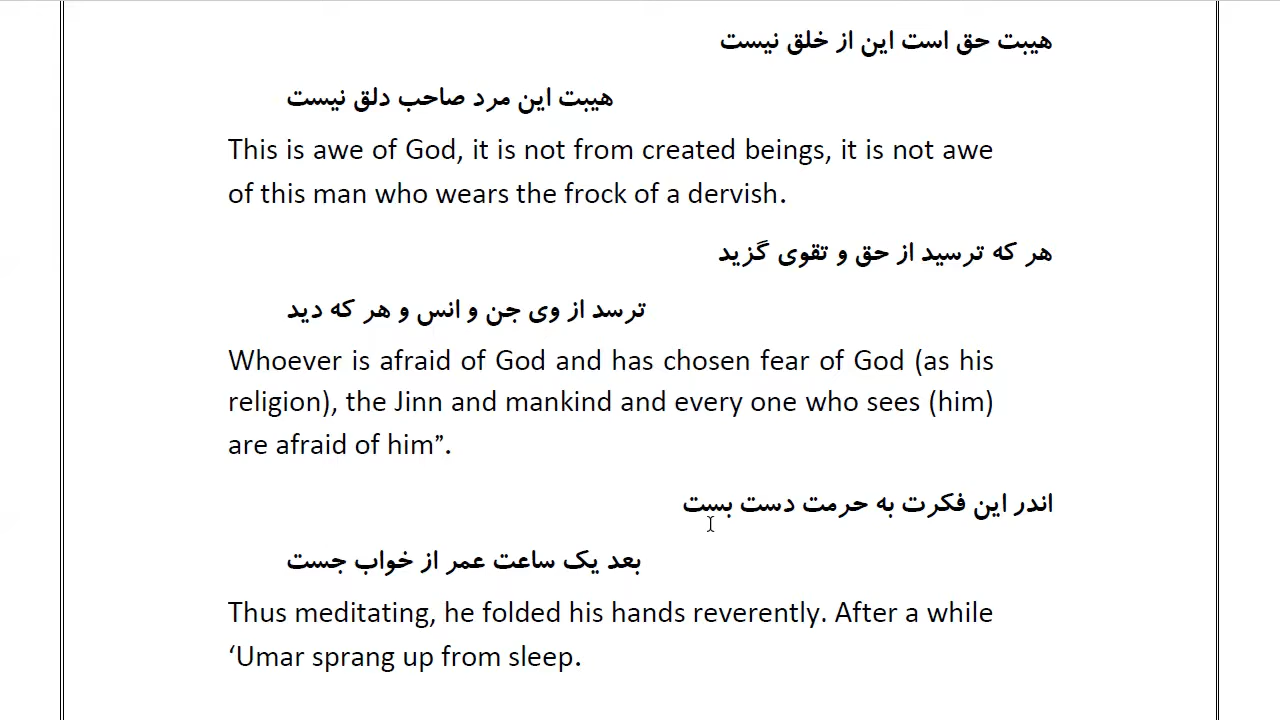 هیبت حق است این از خلق نیست
هیبت این مرد صاحب دلق نیست
This is awe of God, it is not from created beings, it is not awe
of this man who wears the frock of a dervish.
هر که ترسید از حق و تقوی گزید
ترسد از وی جن و انس و هر که دید
Whoever is afraid of God and has chosen fear of God (as his
religion), the Jinn and mankind and every one who sees (him)
are afraid of him”.
اندر این فکرت به حرمت دست بست
بعد یک ساعت عمر از خواب جست
Thus meditating, he folded his hands reverently. After a while
‘Umar sprang up from sleep.